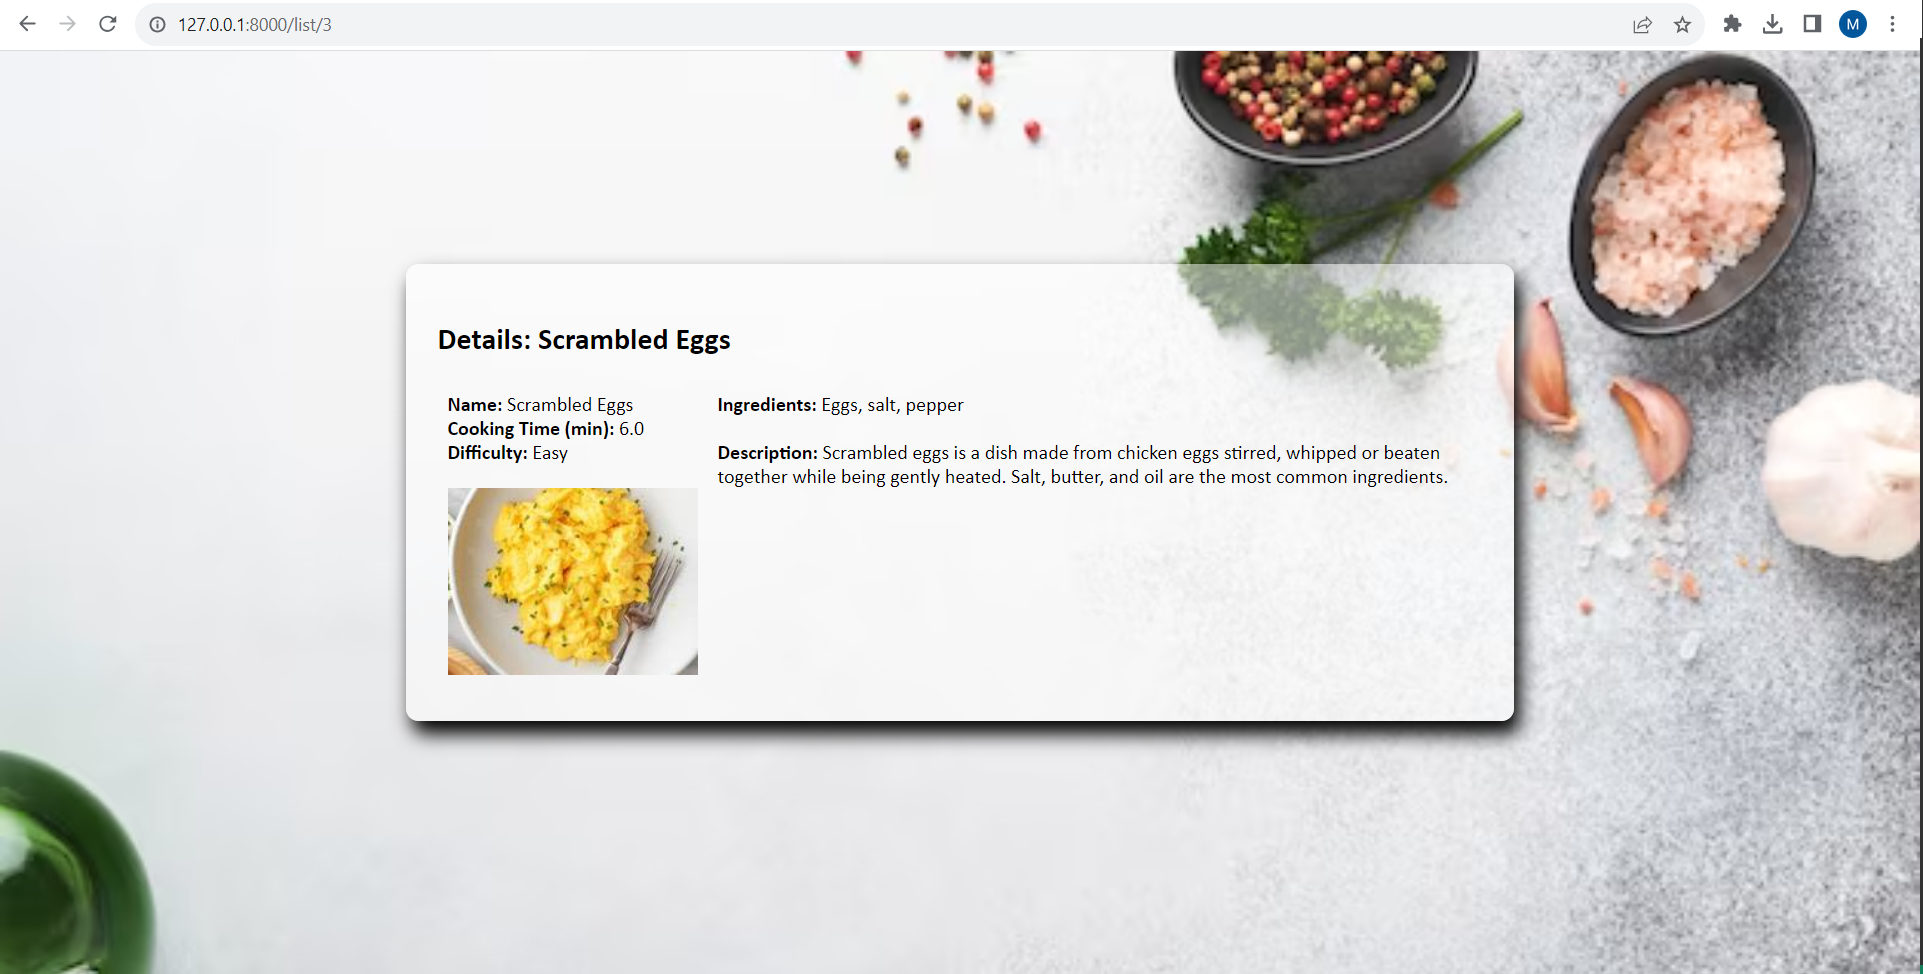 127.0.0.1:8000/list/3
M
Details: Scrambled Eggs
Name: Scrambled Eggs
Cooking Time (min): 6.0
Difficulty: Easy
Ingredients: Eggs, salt, pepper
Description: Scrambled eggs is a dish made from chicken eggs stirred, whipped or beaten
together while being gently heated. Salt, butter, and oil are the most common ingredients.